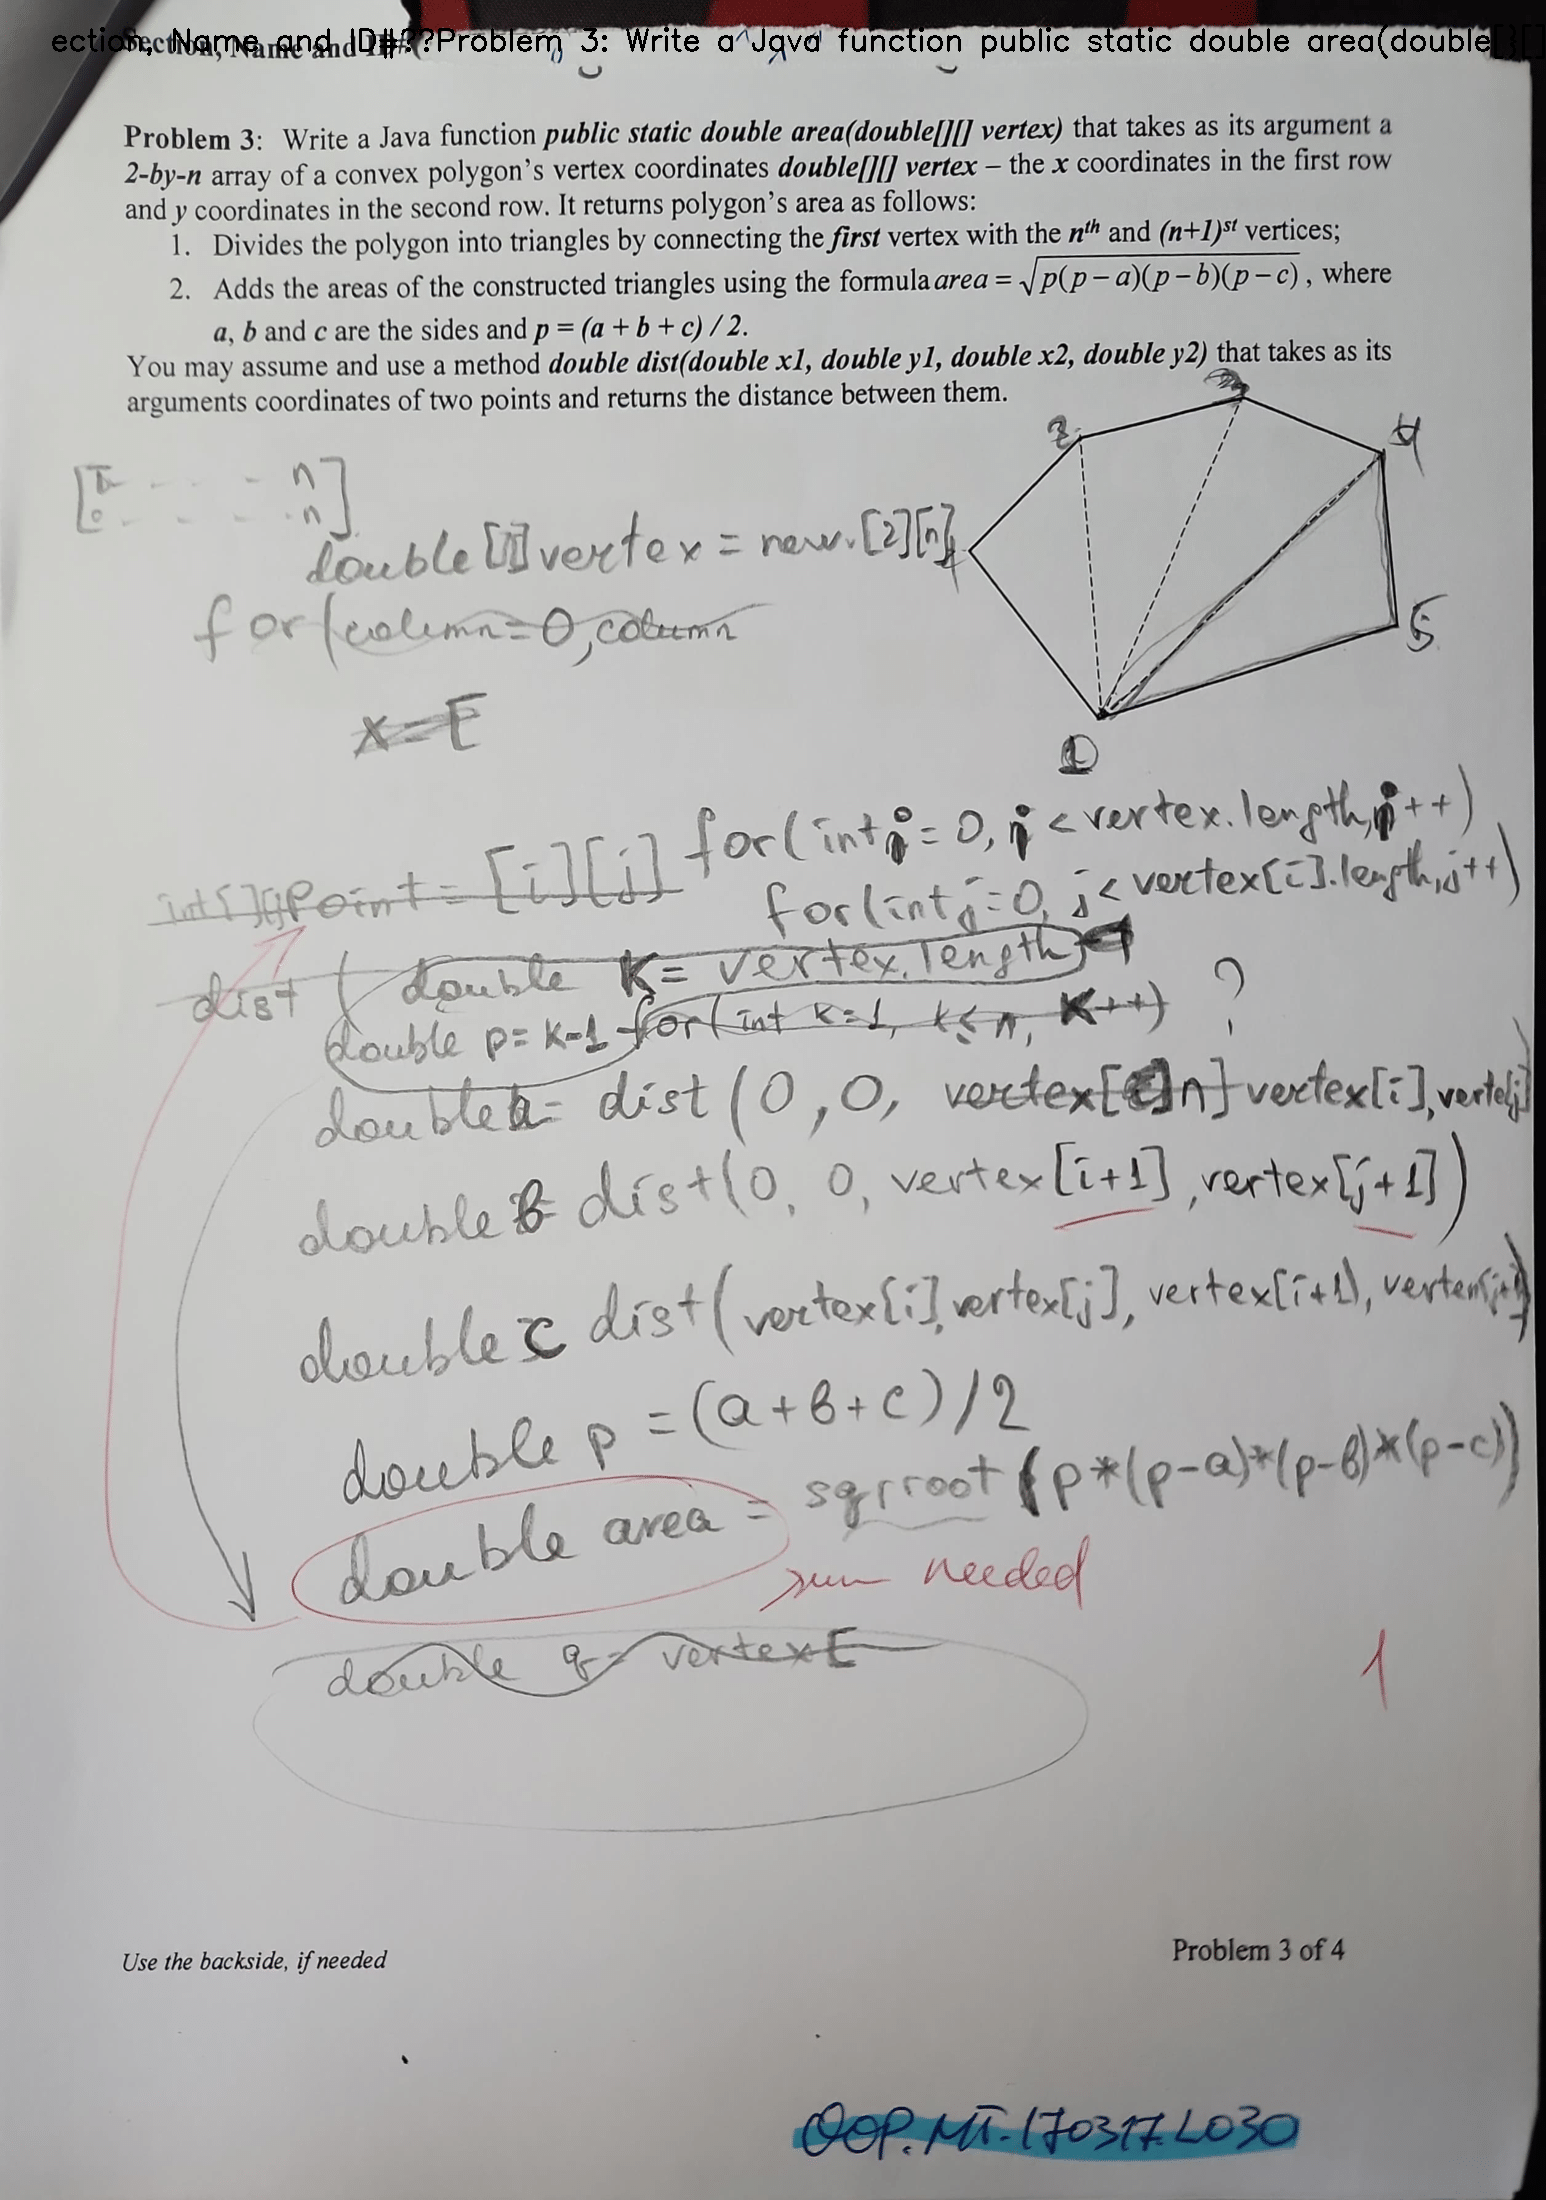 ection, Name and ID#??Problem 3: Write a Java function public static double area(double[][]
Section, Name and ID#
Problem 3: Write a Java function public static double area(double[][] vertex) that takes as its argument a
2-by-n array of a convex polygon's vertex coordinates double[][] vertex – the x coordinates in the first row
and y coordinates in the second row. It returns polygon's area as follows:
1. Divides the polygon into triangles by connecting the first vertex with the nth and (n+1)st vertices;
2. Adds the areas of the constructed triangles using the formula area = √p(p−a)(p−b)(p−c), where
a, b and c are the sides and p = (a + b + c) / 2.
You may assume and use a method double dist(double x1, double y1, double x2, double y2) that takes as its
arguments coordinates of two points and returns the distance between them.
2
4
5
1
n
n
double[][] vertex = new [2][n]
for(column=0, column
x=[
for(int i=0, i<vertex.length, i++)
int[][] Point = [i][j]
for(int j=0, j<vertex[i].length, j++)
dist ( double K= vertex.length
double p= K-1 for(int k=1, k≤n, K++) ?
double a= dist (0,0, vertex[ n] vertex[i], verte[j]
double b= dist(0, 0, vertex[i+1], vertex[j+1])
double c dist(vertex[i], vertex[j], vertex[i+1], vertex[j+1])
double p = (a+b+c)/2
double area = sqrroot (p*(p-a)*(p-b)*(p-c))
sum needed
double q= vertex[
1
Use the backside, if needed
Problem 3 of 4
OOP.MT.170317.L030